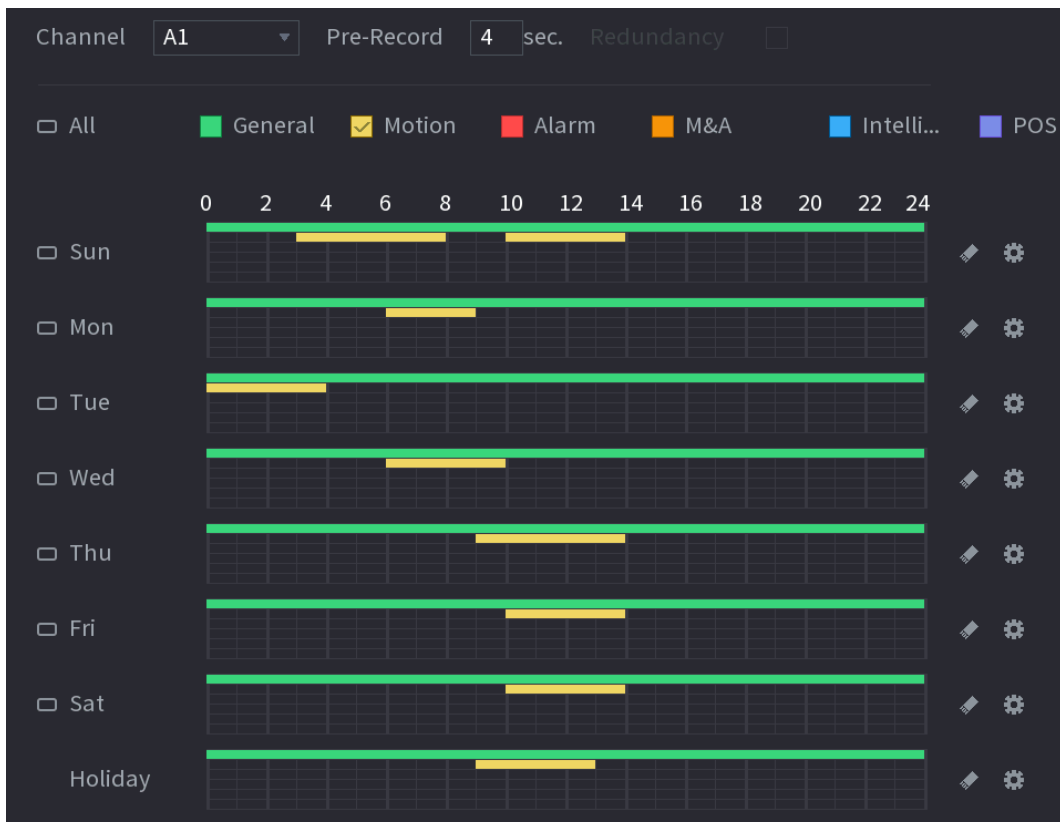 Channel A1 Pre-Record 4 sec. Redundancy
All General Motion Alarm M&A Intelli... POS
0 2 4 6 8 10 12 14 16 18 20 22 24
Sun
Mon
Tue
Wed
Thu
Fri
Sat
Holiday